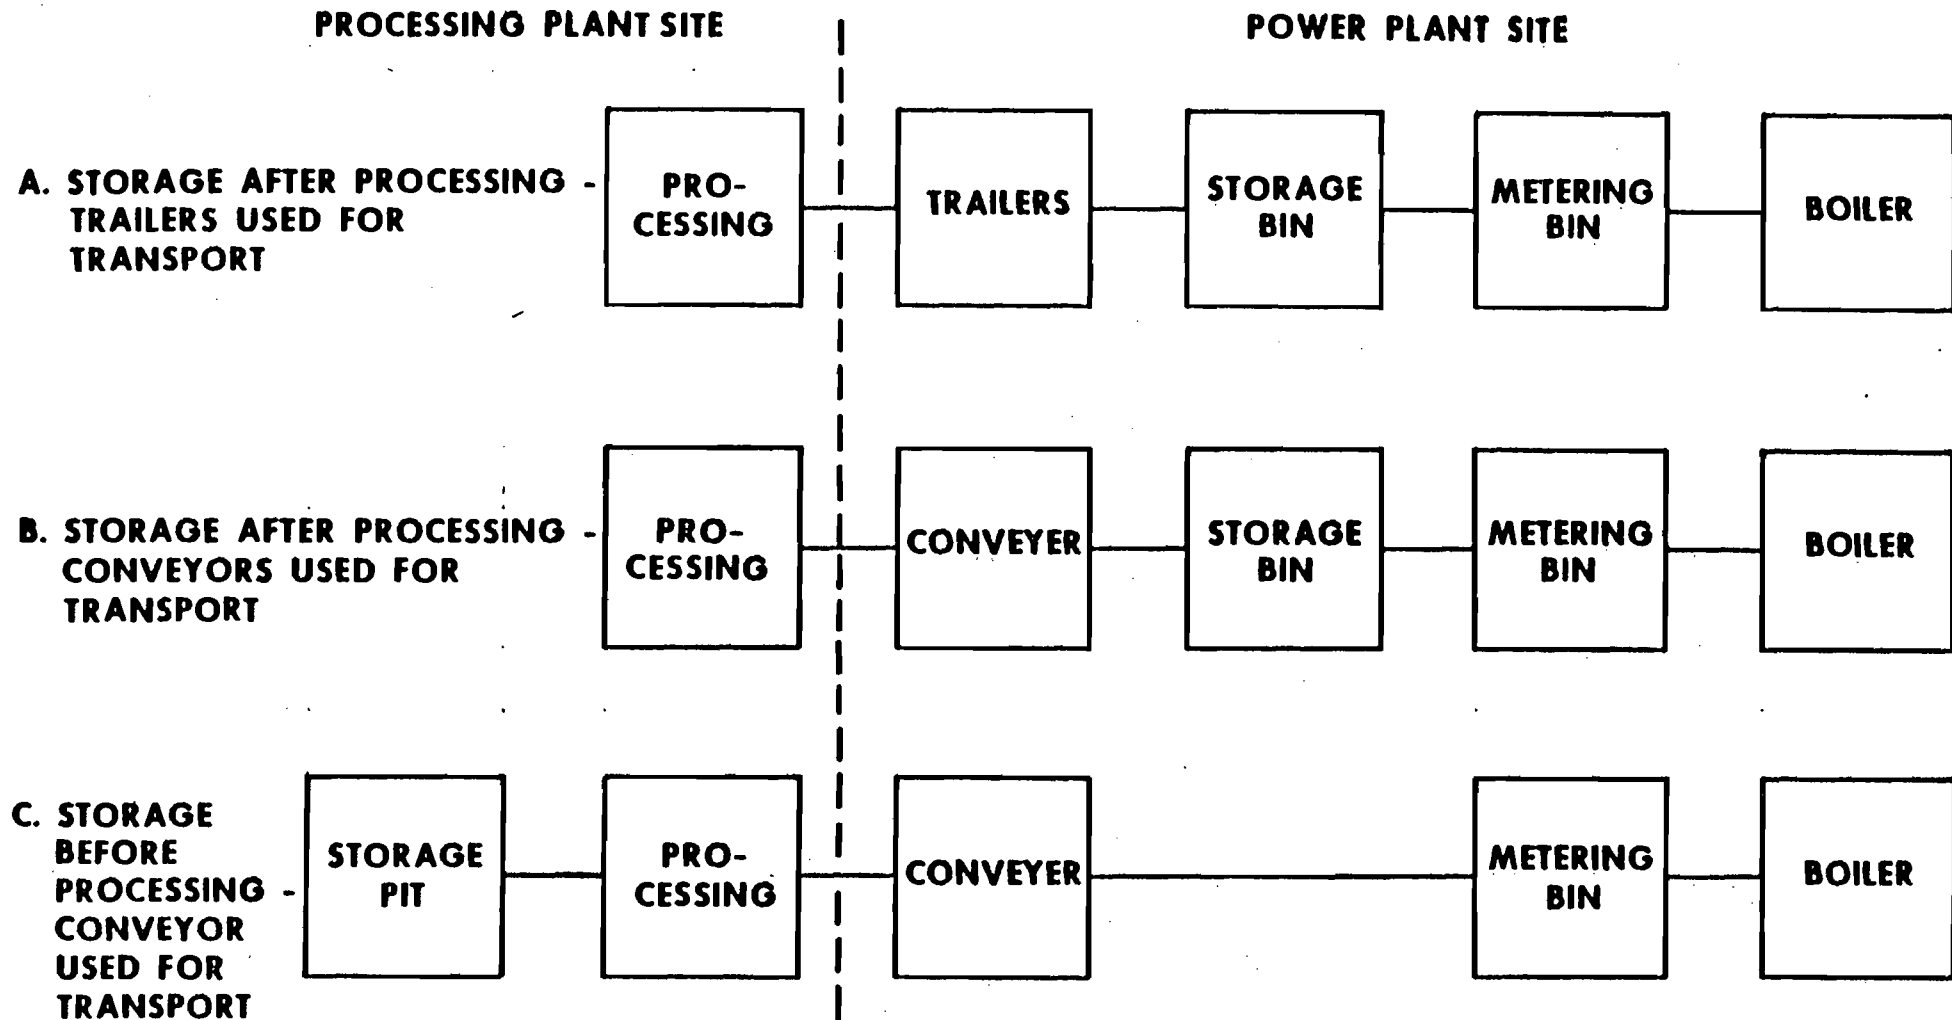 PROCESSING PLANT SITE
POWER PLANT SITE
A. STORAGE AFTER PROCESSING -
TRAILERS USED FOR
TRANSPORT
PRO-
CESSING
TRAILERS
STORAGE
BIN
METERING
BIN
BOILER
B. STORAGE AFTER PROCESSING -
CONVEYORS USED FOR
TRANSPORT
PRO-
CESSING
CONVEYER
STORAGE
BIN
METERING
BIN
BOILER
C. STORAGE
BEFORE
PROCESSING -
CONVEYOR
USED FOR
TRANSPORT
STORAGE
PIT
PRO-
CESSING
CONVEYER
METERING
BIN
BOILER